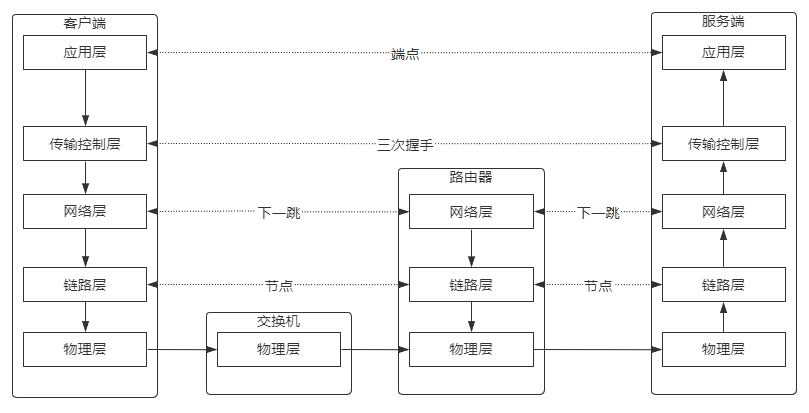 客户端
服务端
应用层
端点
应用层
传输控制层
三次握手
传输控制层
路由器
网络层
下一跳
网络层
下一跳
网络层
链路层
节点
链路层
节点
链路层
交换机
物理层
物理层
物理层
物理层